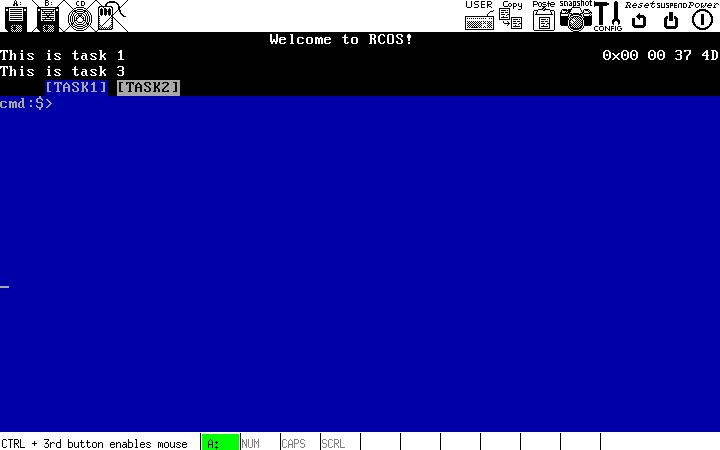 A: B: CD USER Copy Paste snapshot CONFIG Reset SUSPEND Power
Welcome to RCOS!
This is task 1 0x00 00 37 4D
This is task 3
[TASK1] [TASK2]
cmd:$>
CTRL + 3rd button enables mouse A: NUM CAPS SCRL